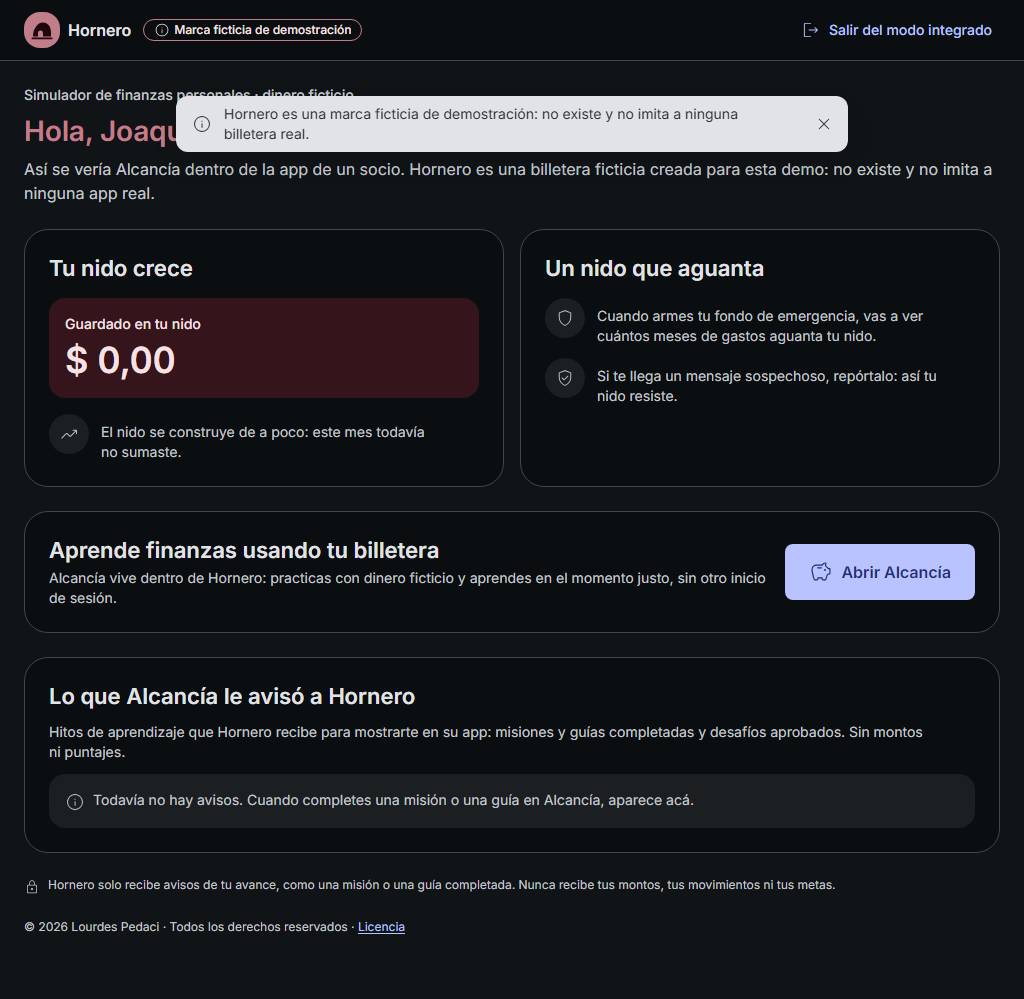 Hornero
Marca ficticia de demostración
Salir del modo integrado
Simulador de finanzas personales · dinero ficticio
Hola,
Hornero es una marca ficticia de demostración: no existe y no imita a ninguna
billetera real.
Así se vería Alcancía dentro de la app de un socio. Hornero es una billetera ficticia creada para esta demo: no existe y no imita a
ninguna app real.
Tu nido crece
Guardado en tu nido
$ 0,00
El nido se construye de a poco: este mes todavía
no sumaste.
Un nido que aguanta
Cuando armes tu fondo de emergencia, vas a ver
cuántos meses de gastos aguanta tu nido.
Si te llega un mensaje sospechoso, repórtalo: así tu
nido resiste.
Aprende finanzas usando tu billetera
Alcancía vive dentro de Hornero: practicas con dinero ficticio y aprendes en el momento justo, sin otro inicio
de sesión.
Abrir Alcancía
Lo que Alcancía le avisó a Hornero
Hitos de aprendizaje que Hornero recibe para mostrarte en su app: misiones y guías completadas y desafíos aprobados. Sin montos
ni puntajes.
Todavía no hay avisos. Cuando completes una misión o una guía en Alcancía, aparece acá.
Hornero solo recibe avisos de tu avance, como una misión o una guía completada. Nunca recibe tus montos, tus movimientos ni tus metas.
© 2026 Lourdes Pedaci · Todos los derechos reservados · Licencia